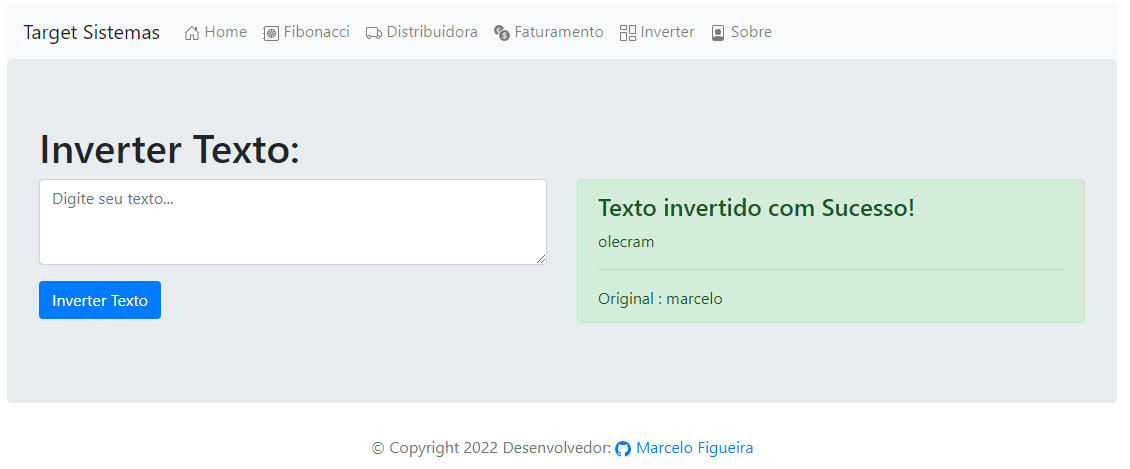 Target Sistemas Home Fibonacci Distribuidora Faturamento Inverter Sobre
Inverter Texto:
Digite seu texto...
Inverter Texto
Texto invertido com Sucesso!
olecram
Original : marcelo
© Copyright 2022 Desenvolvedor: Marcelo Figueira